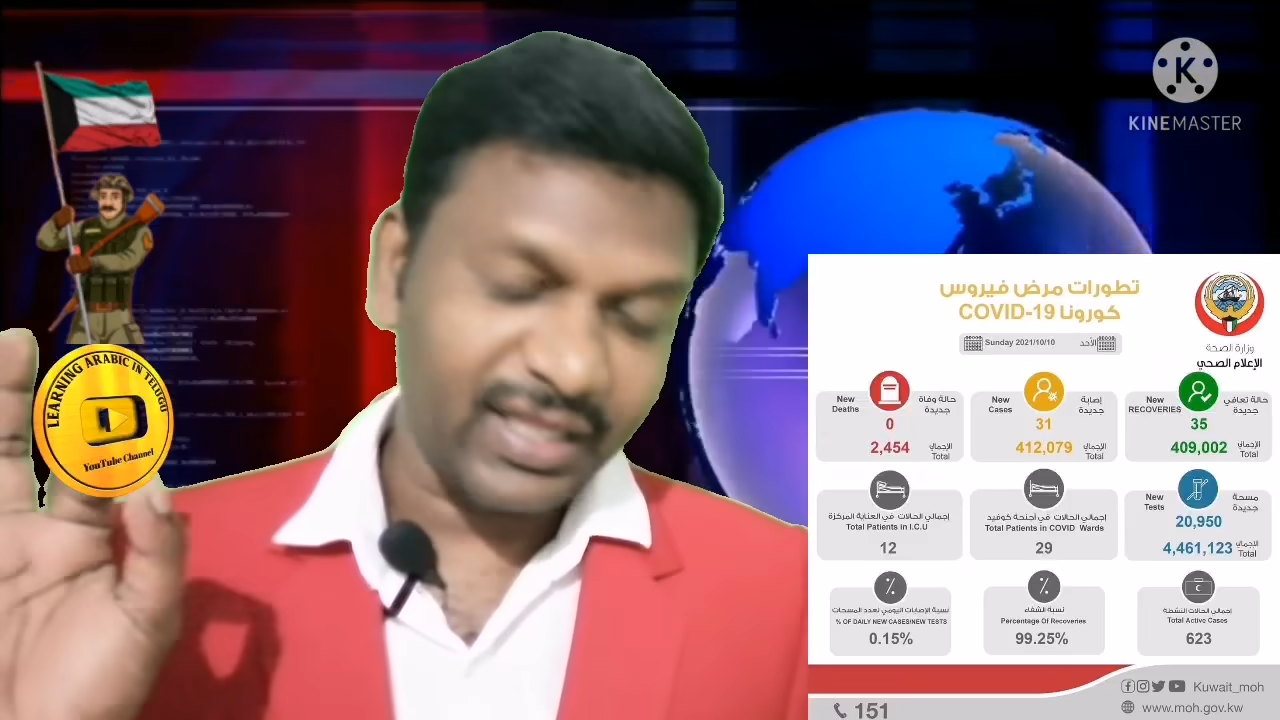 KINEMASTER
LEARNING ARABIC IN TELUGU
YouTube Channel
تطورات مرض فيروس
كورونا COVID-19
Sunday 2021/10/10 الأحد
وزارة الصحة
الإعلام الصحي
New Deaths
حالة وفاة جديدة
0
2,454
الإجمالي Total
New Cases
إصابة جديدة
31
412,079
الإجمالي Total
New RECOVERIES
حالة تعافي جديدة
35
409,002
الإجمالي Total
إجمالي الحالات في العناية المركزة
Total Patients in I.C.U
12
إجمالي الحالات في أجنحة كوفيد
Total Patients in COVID Wards
29
New Tests
مسحة جديدة
20,950
4,461,123
الإجمالي Total
نسبة الإصابات اليومي لعدد المسحات
% OF DAILY NEW CASES/NEW TESTS
0.15%
نسبة الشفاء
Percentage Of Recoveries
99.25%
إجمالي الحالات النشطة
Total Active Cases
623
151
Kuwait_moh
www.moh.gov.kw